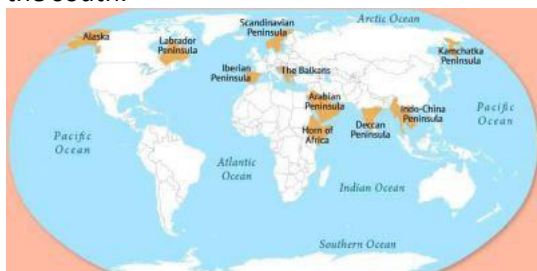 the south.
Arctic Ocean
Scandinavian
Peninsula
Alaska
Labrador
Peninsula
Kamchatka
Peninsula
Iberian
Peninsula
The Balkans
Arabian
Peninsula
Indo-China
Peninsula
Horn of
Africa
Deccan
Peninsula
Pacific
Ocean
Pacific
Ocean
Atlantic
Ocean
Indian Ocean
Southern Ocean